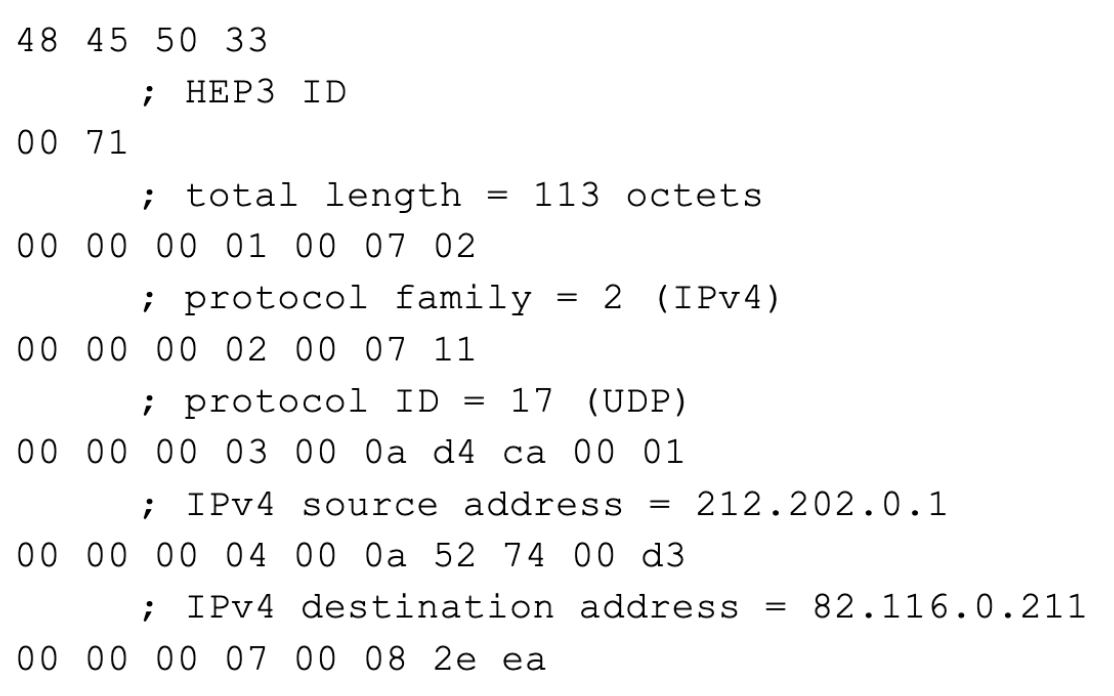 48 45 50 33
; HEP3 ID
00 71
; total length = 113 octets
00 00 00 01 00 07 02
; protocol family = 2 (IPv4)
00 00 00 02 00 07 11
; protocol ID = 17 (UDP)
00 00 00 03 00 0a d4 ca 00 01
; IPv4 source address = 212.202.0.1
00 00 00 04 00 0a 52 74 00 d3
; IPv4 destination address = 82.116.0.211
00 00 00 07 00 08 2e ea